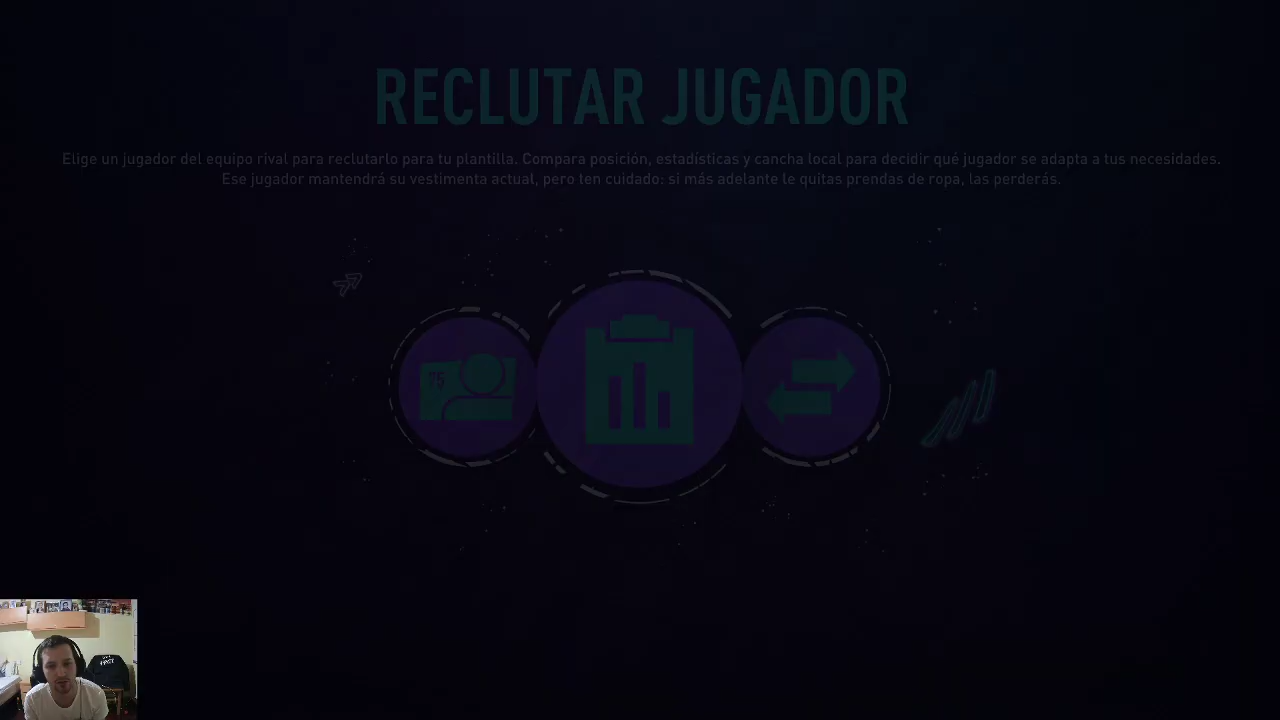 RECLUTAR JUGADOR
Elige un jugador del equipo rival para reclutarlo para tu plantilla. Compara posición, estadísticas y cancha local para decidir qué jugador se adapta a tus necesidades.
Ese jugador mantendrá su vestimenta actual, pero ten cuidado: si más adelante le quitas prendas de ropa, las perderás.